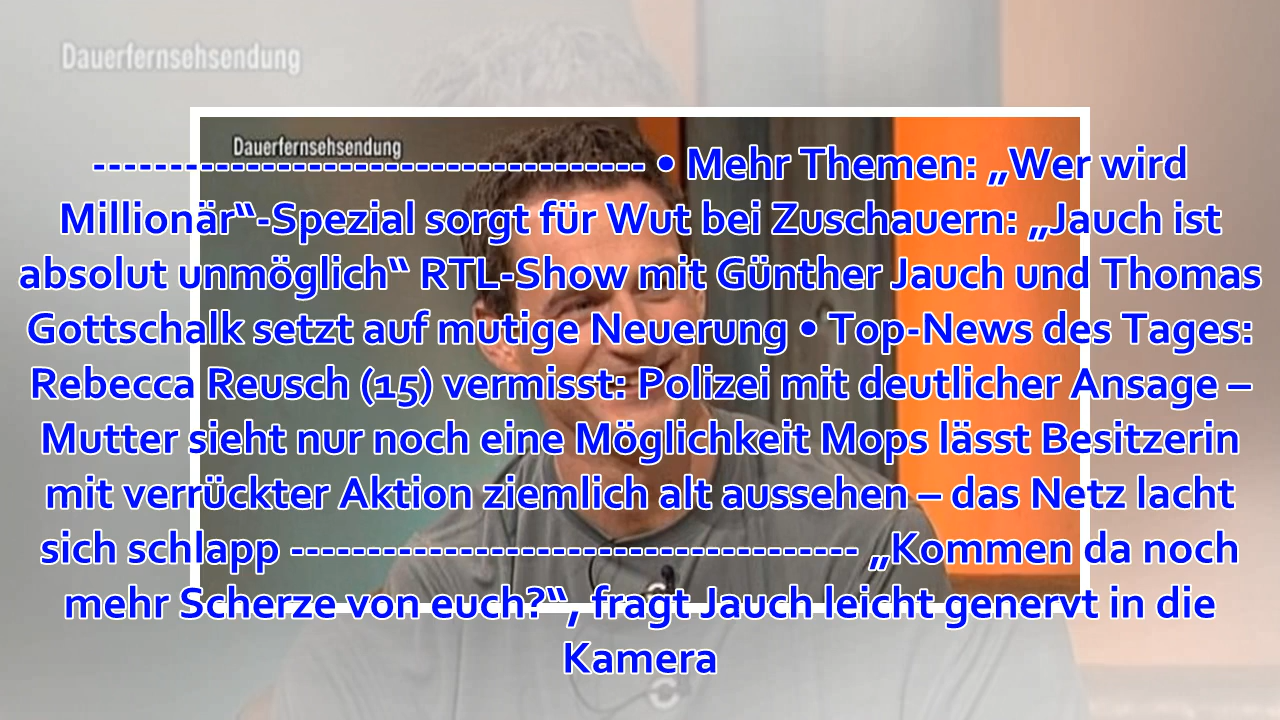 Dauerfernsehsendung
Dauerfernsehsendung
------------------------------------ • Mehr Themen: „Wer wird
Millionär“-Spezial sorgt für Wut bei Zuschauern: „Jauch ist
absolut unmöglich“ RTL-Show mit Günther Jauch und Thomas
Gottschalk setzt auf mutige Neuerung • Top-News des Tages:
Rebecca Reusch (15) vermisst: Polizei mit deutlicher Ansage –
Mutter sieht nur noch eine Möglichkeit Mops lässt Besitzerin
mit verrückter Aktion ziemlich alt aussehen – das Netz lacht
sich schlapp ------------------------------------- „Kommen da noch
mehr Scherze von euch?“, fragt Jauch leicht genervt in die
Kamera